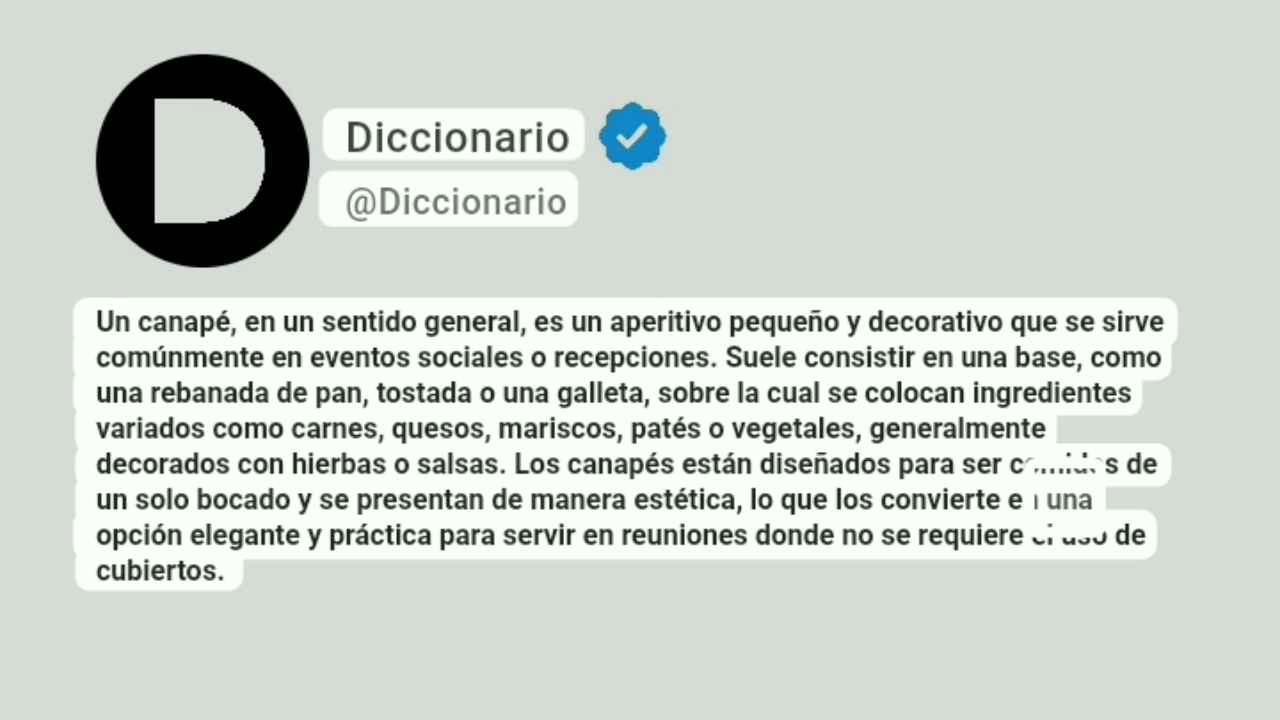 D
Diccionario
@Diccionario
Un canapé, en un sentido general, es un aperitivo pequeño y decorativo que se sirve
comúnmente en eventos sociales o recepciones. Suele consistir en una base, como
una rebanada de pan, tostada o una galleta, sobre la cual se colocan ingredientes
variados como carnes, quesos, mariscos, patés o vegetales, generalmente
decorados con hierbas o salsas. Los canapés están diseñados para ser comidos de
un solo bocado y se presentan de manera estética, lo que los convierte en una
opción elegante y práctica para servir en reuniones donde no se requiere el uso de
cubiertos.